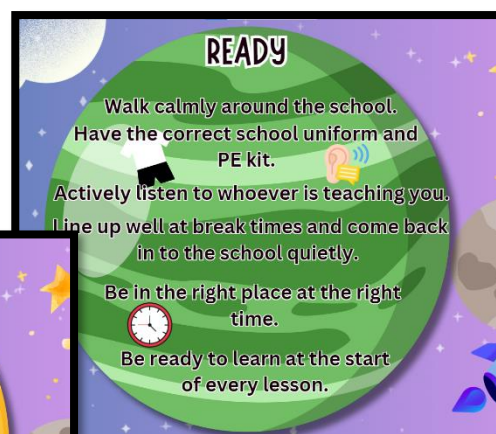 READY
Walk calmly around the school.
Have the correct school uniform and
PE kit.
Actively listen to whoever is teaching you.
Line up well at break times and come back
in to the school quietly.
Be in the right place at the right
time.
Be ready to learn at the start
of every lesson.